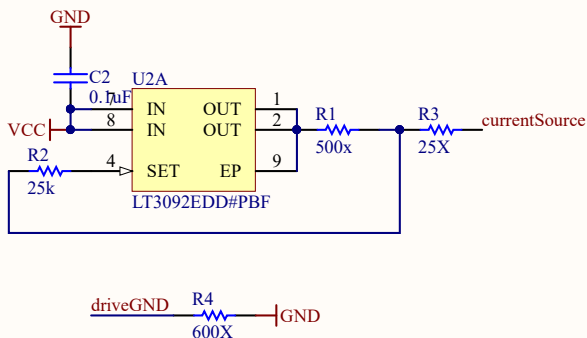 GND
C2
0.1uF
U2A
7
IN
OUT
1
VCC
8
IN
OUT
2
R1
500x
R3
25X
currentSource
R2
25k
4
SET
EP
9
LT3092EDD#PBF
driveGND
R4
600X
GND